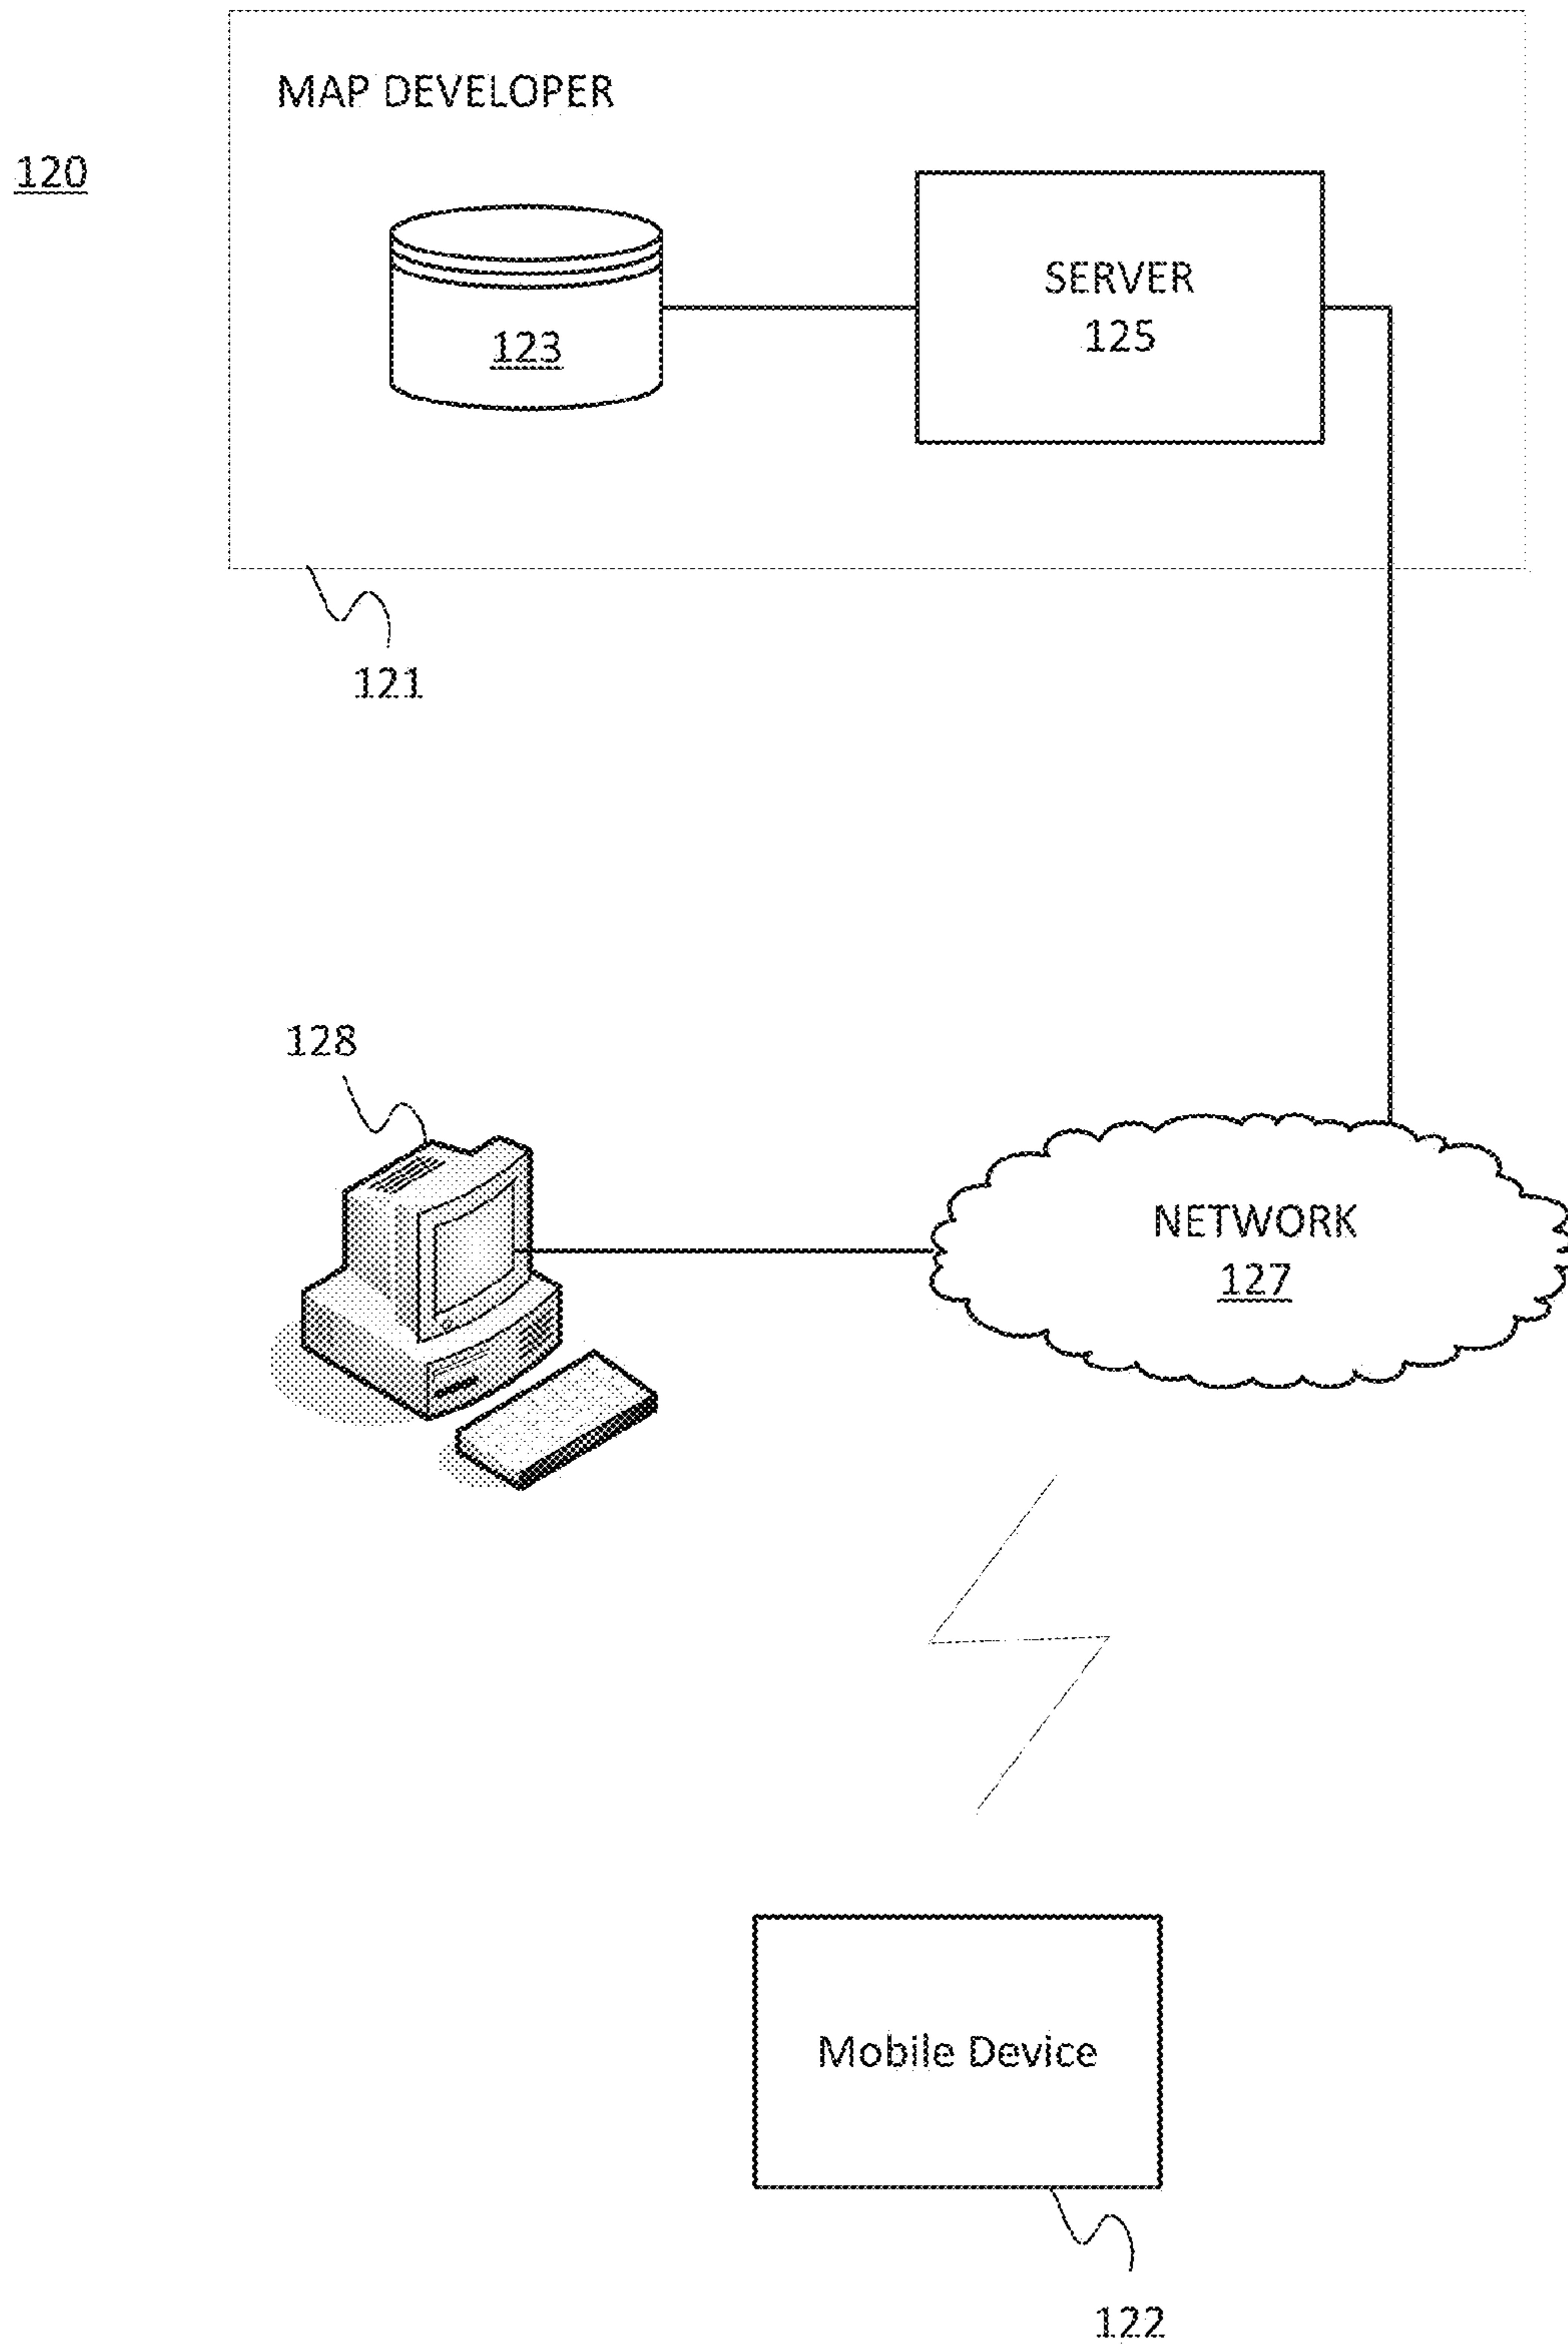 MAP DEVELOPER
120
SERVER
125
123
121
128
NETWORK
127
Mobile Device
122